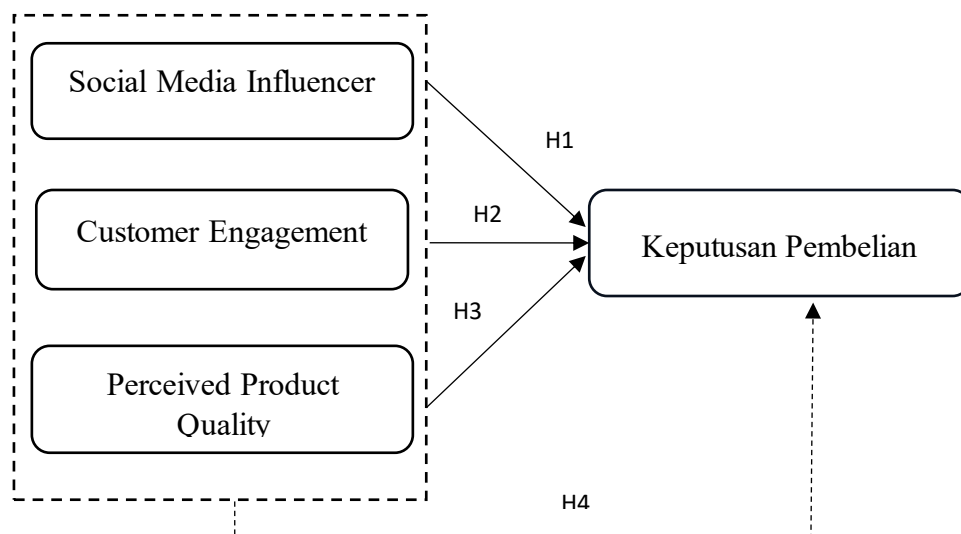 Social Media Influencer
H1
H2
Customer Engagement
Keputusan Pembelian
H3
Perceived Product
Quality
H4